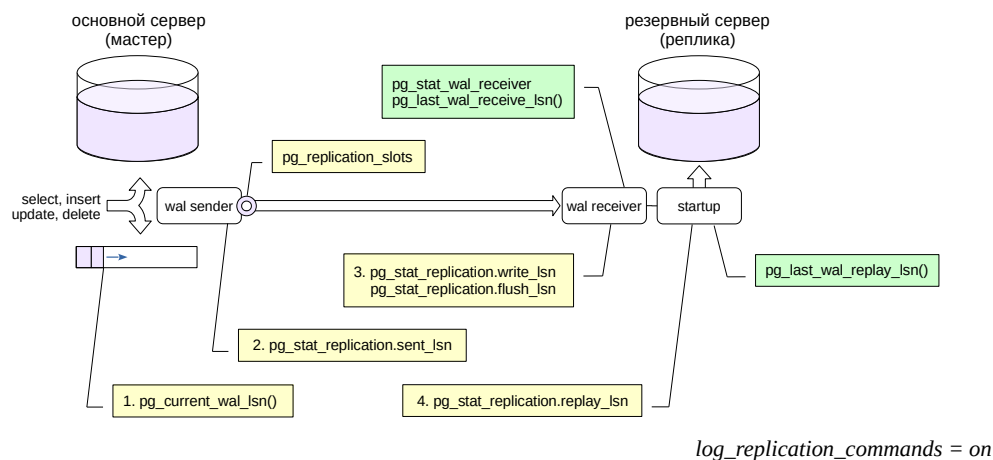 основной сервер
(мастер)
резервный сервер
(реплика)
pg_stat_wal_receiver
pg_last_wal_receive_lsn()
pg_replication_slots
select, insert
update, delete
wal sender
wal receiver
startup
3. pg_stat_replication.write_lsn
pg_stat_replication.flush_lsn
pg_last_wal_replay_lsn()
2. pg_stat_replication.sent_lsn
1. pg_current_wal_lsn()
4. pg_stat_replication.replay_lsn
log_replication_commands = on